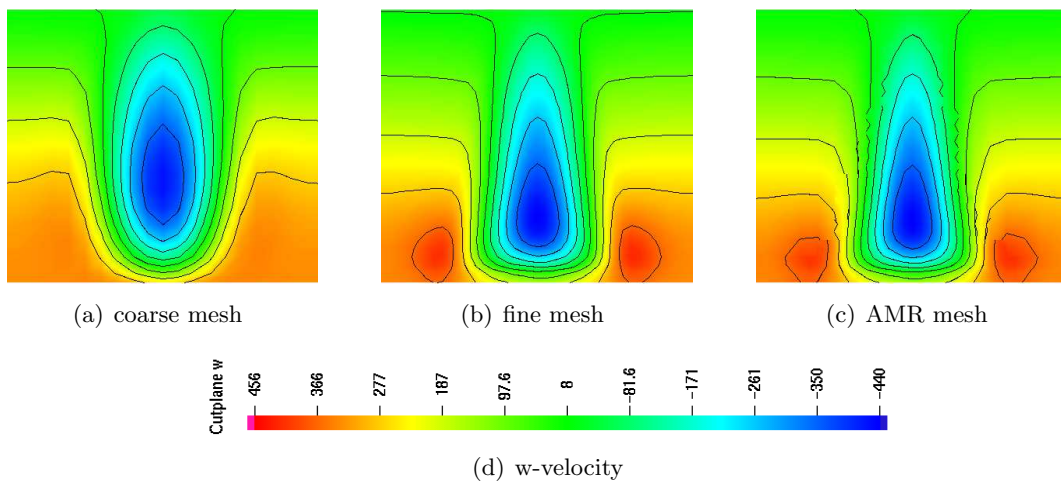 (a) coarse mesh
(b) fine mesh
(c) AMR mesh
Cutplane w
456
366
277
187
97.6
8
-81.6
-171
-261
-350
-440
(d) w-velocity